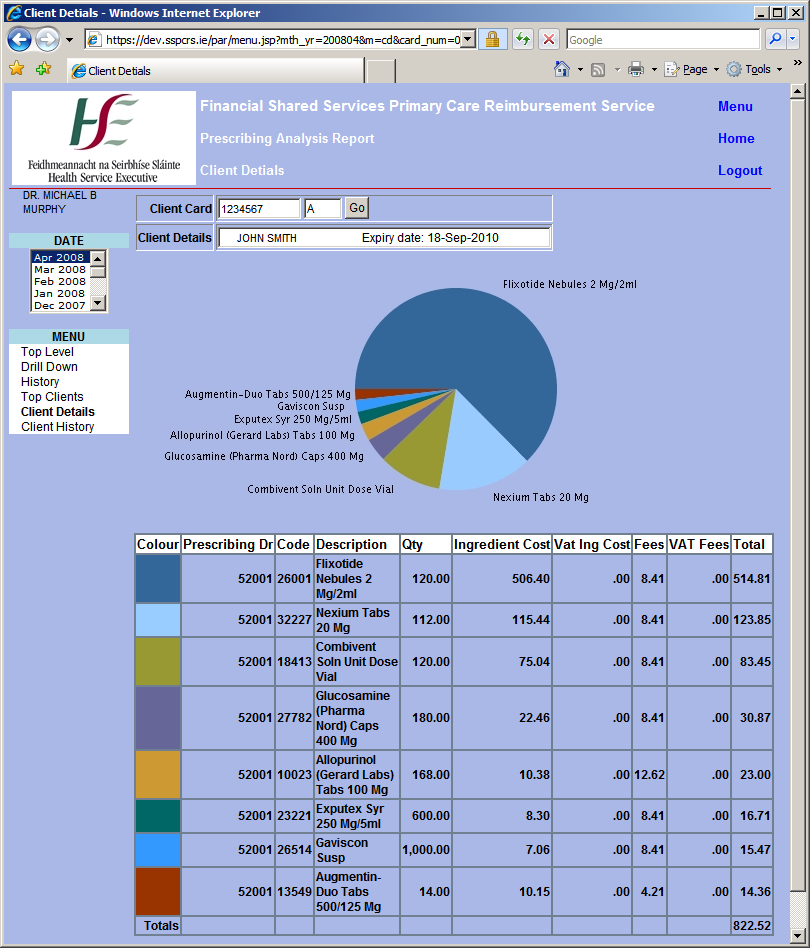 Client Detials - Windows Internet Explorer
https://dev.sspcrs.ie/par/menu.jsp?mth_yr=200804&m=cd&card_num=0
Google
Client Detials
Page
Tools
Financial Shared Services Primary Care Reimbursement Service
Menu
Prescribing Analysis Report
Home
Client Detials
Logout
Feidhmeannacht na Seirbhíse Sláinte
Health Service Executive
DR. MICHAEL B
MURPHY
Client Card 1234567 A Go
Client Details JOHN SMITH Expiry date: 18-Sep-2010
DATE
Apr 2008
Mar 2008
Feb 2008
Jan 2008
Dec 2007
MENU
Top Level
Drill Down
History
Top Clients
Client Details
Client History
Flixotide Nebules 2 Mg/2ml
Augmentin-Duo Tabs 500/125 Mg
Gaviscon Susp
Exputex Syr 250 Mg/5ml
Allopurinol (Gerard Labs) Tabs 100 Mg
Glucosamine (Pharma Nord) Caps 400 Mg
Combivent Soln Unit Dose Vial
Nexium Tabs 20 Mg
Colour Prescribing Dr Code Description Qty Ingredient Cost Vat Ing Cost Fees VAT Fees Total
Flixotide
52001 26001 Nebules 2 120.00 506.40 .00 8.41 .00 514.81
Mg/2ml
52001 32227 Nexium Tabs 112.00 115.44 .00 8.41 .00 123.85
20 Mg
Combivent
52001 18413 Soln Unit Dose 120.00 75.04 .00 8.41 .00 83.45
Vial
Glucosamine
(Pharma
52001 27782 Nord) Caps 180.00 22.46 .00 8.41 .00 30.87
400 Mg
Allopurinol
52001 10023 (Gerard Labs) 168.00 10.38 .00 12.62 .00 23.00
Tabs 100 Mg
52001 23221 Exputex Syr 600.00 8.30 .00 8.41 .00 16.71
250 Mg/5ml
52001 26514 Gaviscon 1,000.00 7.06 .00 8.41 .00 15.47
Susp
Augmentin-
52001 13549 Duo Tabs 14.00 10.15 .00 4.21 .00 14.36
500/125 Mg
Totals 822.52